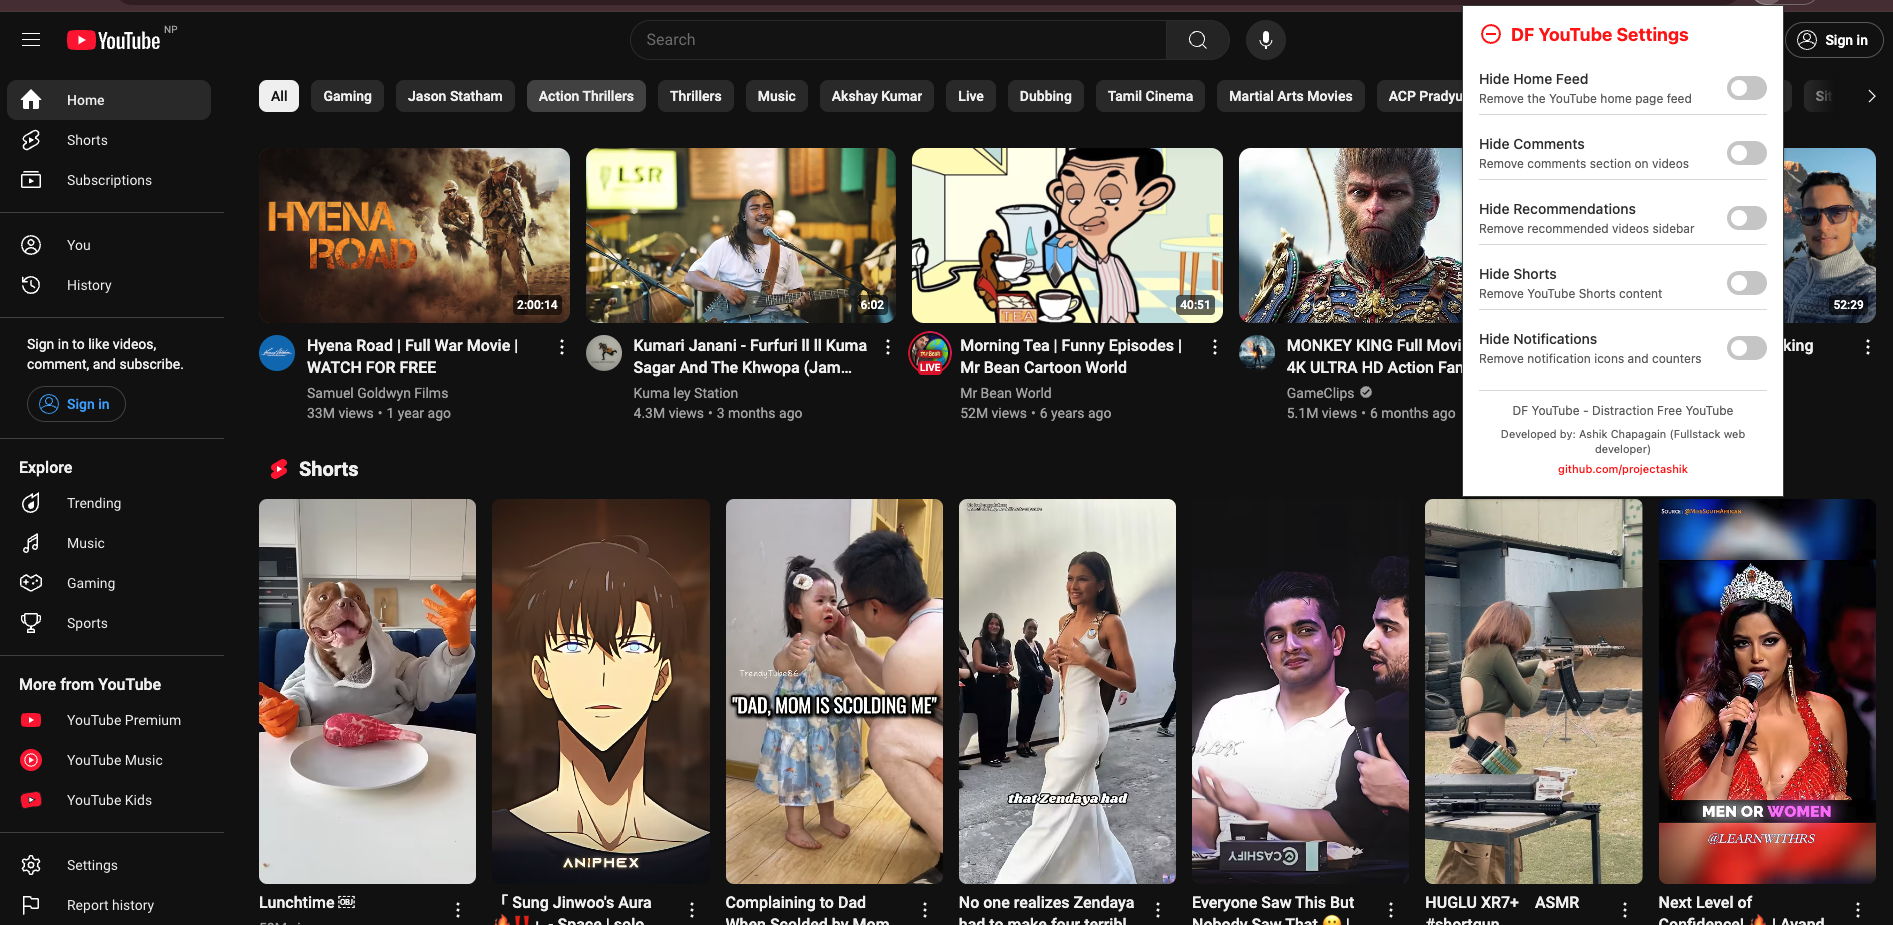 YouTube NP
Search
Sign in
Home
Shorts
Subscriptions
You
History
Sign in to like videos,
comment, and subscribe.
Sign in
Explore
Trending
Music
Gaming
Sports
More from YouTube
YouTube Premium
YouTube Music
YouTube Kids
Settings
Report history
All
Gaming
Jason Statham
Action Thrillers
Thrillers
Music
Akshay Kumar
Live
Dubbing
Tamil Cinema
Martial Arts Movies
ACP Pradyu
Sit
HYENA
ROAD
2:00:14
Hyena Road | Full War Movie |
WATCH FOR FREE
Samuel Goldwyn Films
33M views • 1 year ago
LSR
6:02
Kumari Janani - Furfuri ll ll Kuma
Sagar And The Khwopa (Jam...
Kuma ley Station
4.3M views • 3 months ago
TEA
40:51
Mr Bean
LIVE
Morning Tea | Funny Episodes |
Mr Bean Cartoon World
Mr Bean World
52M views • 6 years ago
MONKEY KING Full Movi
4K ULTRA HD Action Fan
GameClips
5.1M views • 6 months ago
52:29
king
DF YouTube Settings
Hide Home Feed
Remove the YouTube home page feed
Hide Comments
Remove comments section on videos
Hide Recommendations
Remove recommended videos sidebar
Hide Shorts
Remove YouTube Shorts content
Hide Notifications
Remove notification icons and counters
DF YouTube - Distraction Free YouTube
Developed by: Ashik Chapagain (Fullstack web
developer)
github.com/projectashik
Shorts
Lunchtime
ANIPHEX
「 Sung Jinwoo's Aura
🔥‼️」- Space | solo
TrendyTube86
"DAD, MOM IS SCOLDING ME"
Complaining to Dad
When Scolded by Mom
that Zendaya had
No one realizes Zendaya
had to make four terribl
CASHIFY
Everyone Saw This But
Nobody Saw That 🫢 |
HUGLU XR7+ ASMR
#shortgun
SOURCE : @MISSSOUTHAFRICAN
MEN OR WOMEN
@LEARNWITHRS
Next Level of
Confidence! 🔥 | Ayand